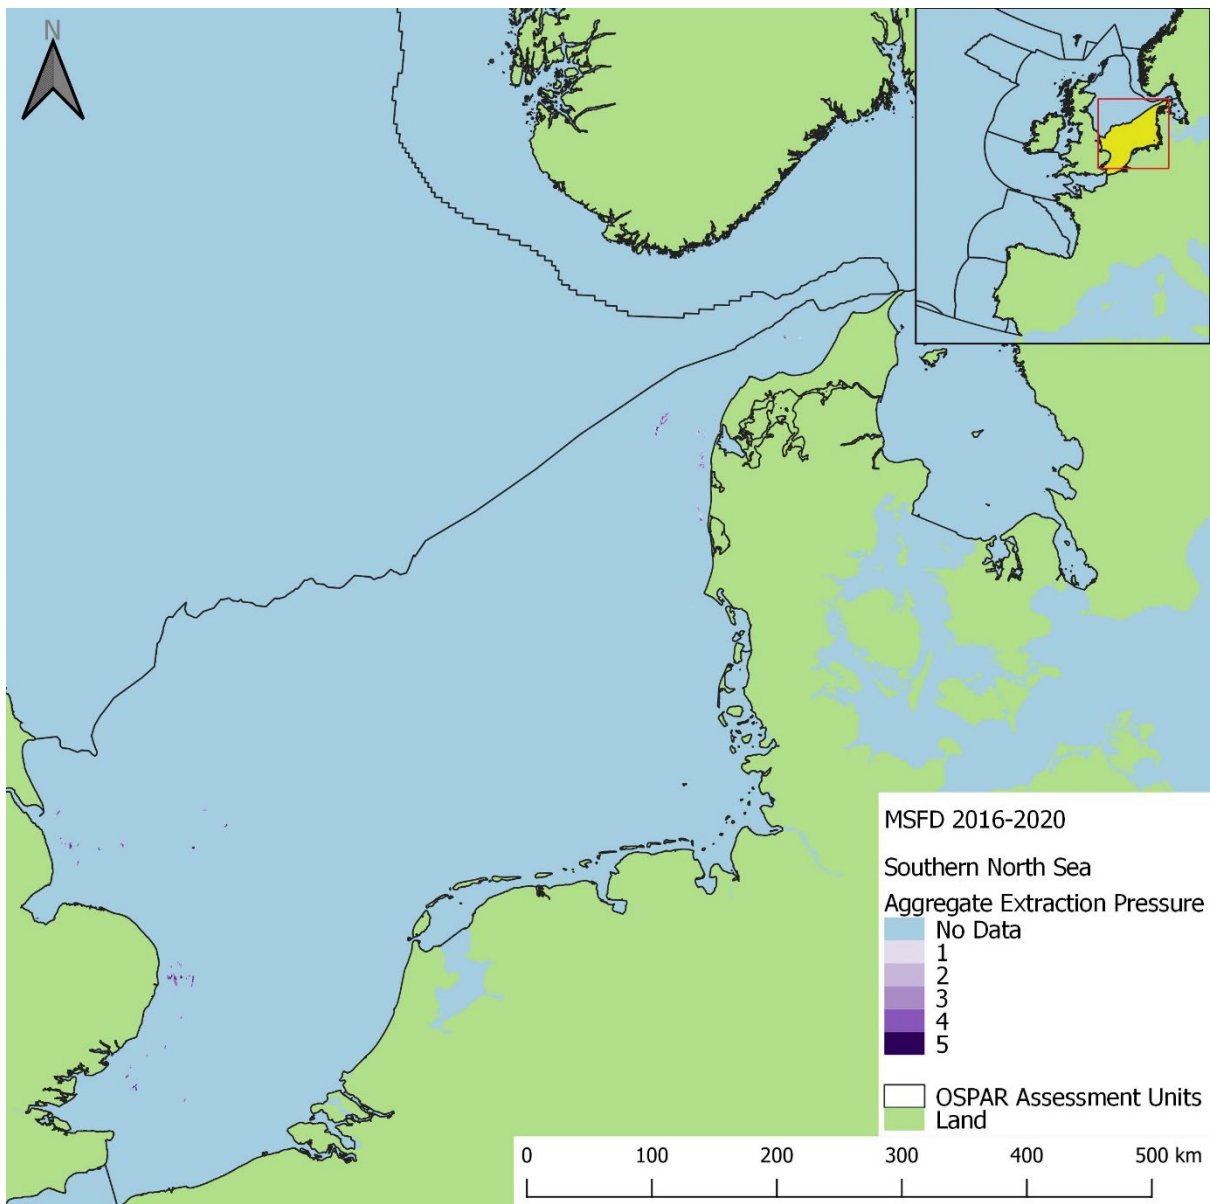 N
MSFD 2016-2020
Southern North Sea
Aggregate Extraction Pressure
No Data
1
2
3
4
5
OSPAR Assessment Units
Land
0 100 200 300 400 500 km